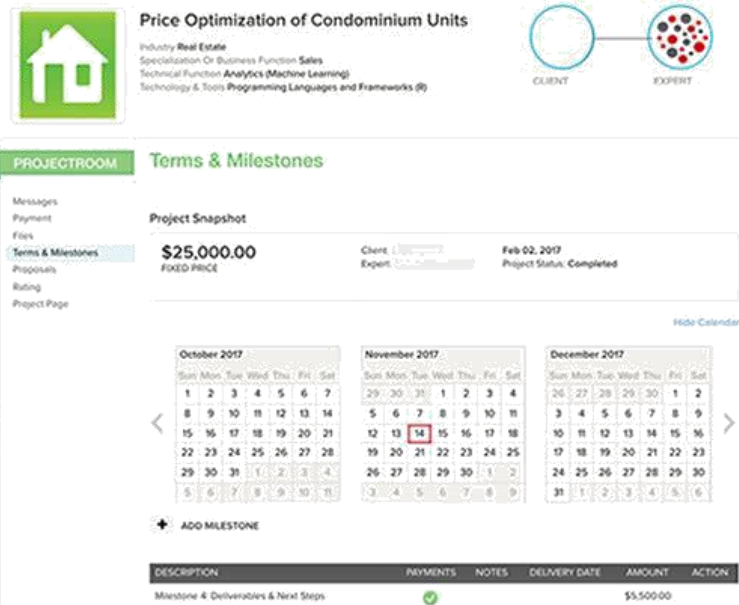 Price Optimization of Condominium Units
Industry Real Estate
Specialization Or Business Function Sales
Technical Function Analytics (Machine Learning)
Technology & Tools Programming Languages and Frameworks (R)
CLIENT
EXPERT
PROJECTROOM
Messages
Payment
Files
Terms & Milestones
Proposals
Rating
Project Page
Terms & Milestones
Project Snapshot
$25,000.00
FIXED PRICE
Client:
Expert:
Feb 02, 2017
Project Status: Completed
Hide Calendar
October 2017
Sun Mon Tue Wed Thu Fri Sat
1 2 3 4 5 6 7
8 9 10 11 12 13 14
15 16 17 18 19 20 21
22 23 24 25 26 27 28
29 30 31 1 2 3 4
5 6 7 8 9 10 11
November 2017
Sun Mon Tue Wed Thu Fri Sat
29 30 31 1 2 3 4
5 6 7 8 9 10 11
12 13 14 15 16 17 18
19 20 21 22 23 24 25
26 27 28 29 30 1 2
3 4 5 6 7 8 9
December 2017
Sun Mon Tue Wed Thu Fri Sat
26 27 28 29 30 1 2
3 4 5 6 7 8 9
10 11 12 13 14 15 16
17 18 19 20 21 22 23
24 25 26 27 28 29 30
31 1 2 3 4 5 6
ADD MILESTONE
DESCRIPTION PAYMENTS NOTES DELIVERY DATE AMOUNT ACTION
Milestone 4: Deliverables & Next Steps $5,500.00